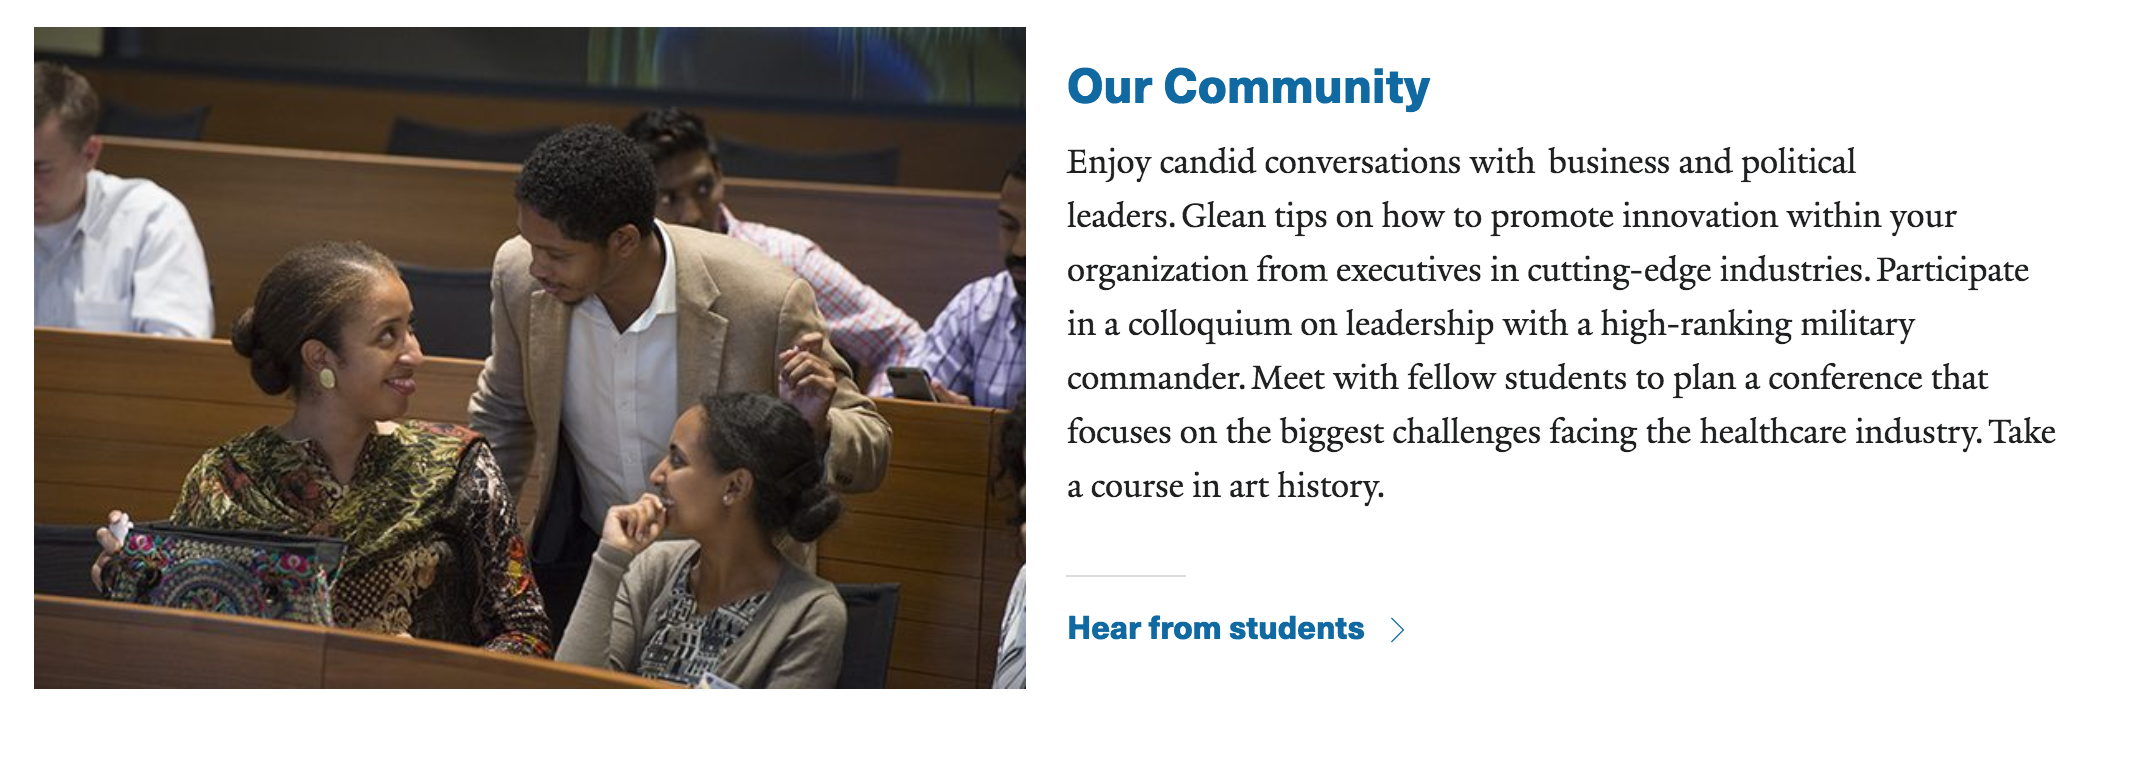 Our Community
Enjoy candid conversations with business and political
leaders. Glean tips on how to promote innovation within your
organization from executives in cutting-edge industries. Participate
in a colloquium on leadership with a high-ranking military
commander. Meet with fellow students to plan a conference that
focuses on the biggest challenges facing the healthcare industry. Take
a course in art history.
Hear from students